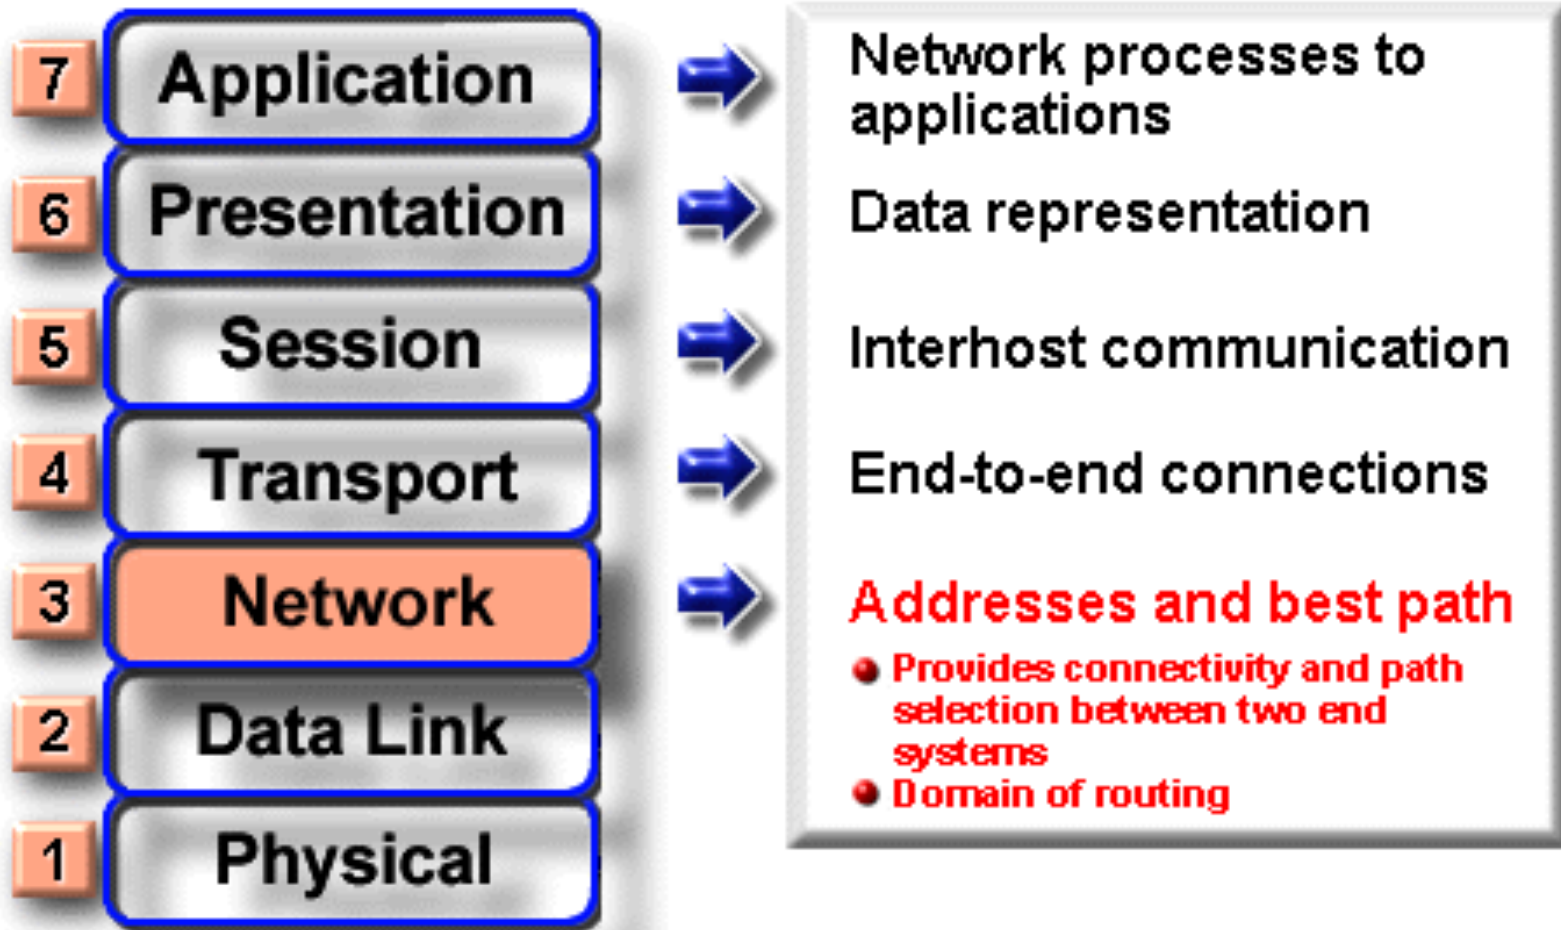 7 Application
Network processes to
applications
6 Presentation
Data representation
5 Session
Interhost communication
4 Transport
End-to-end connections
3 Network
Addresses and best path
Provides connectivity and path
selection between two end
systems
Domain of routing
2 Data Link
1 Physical